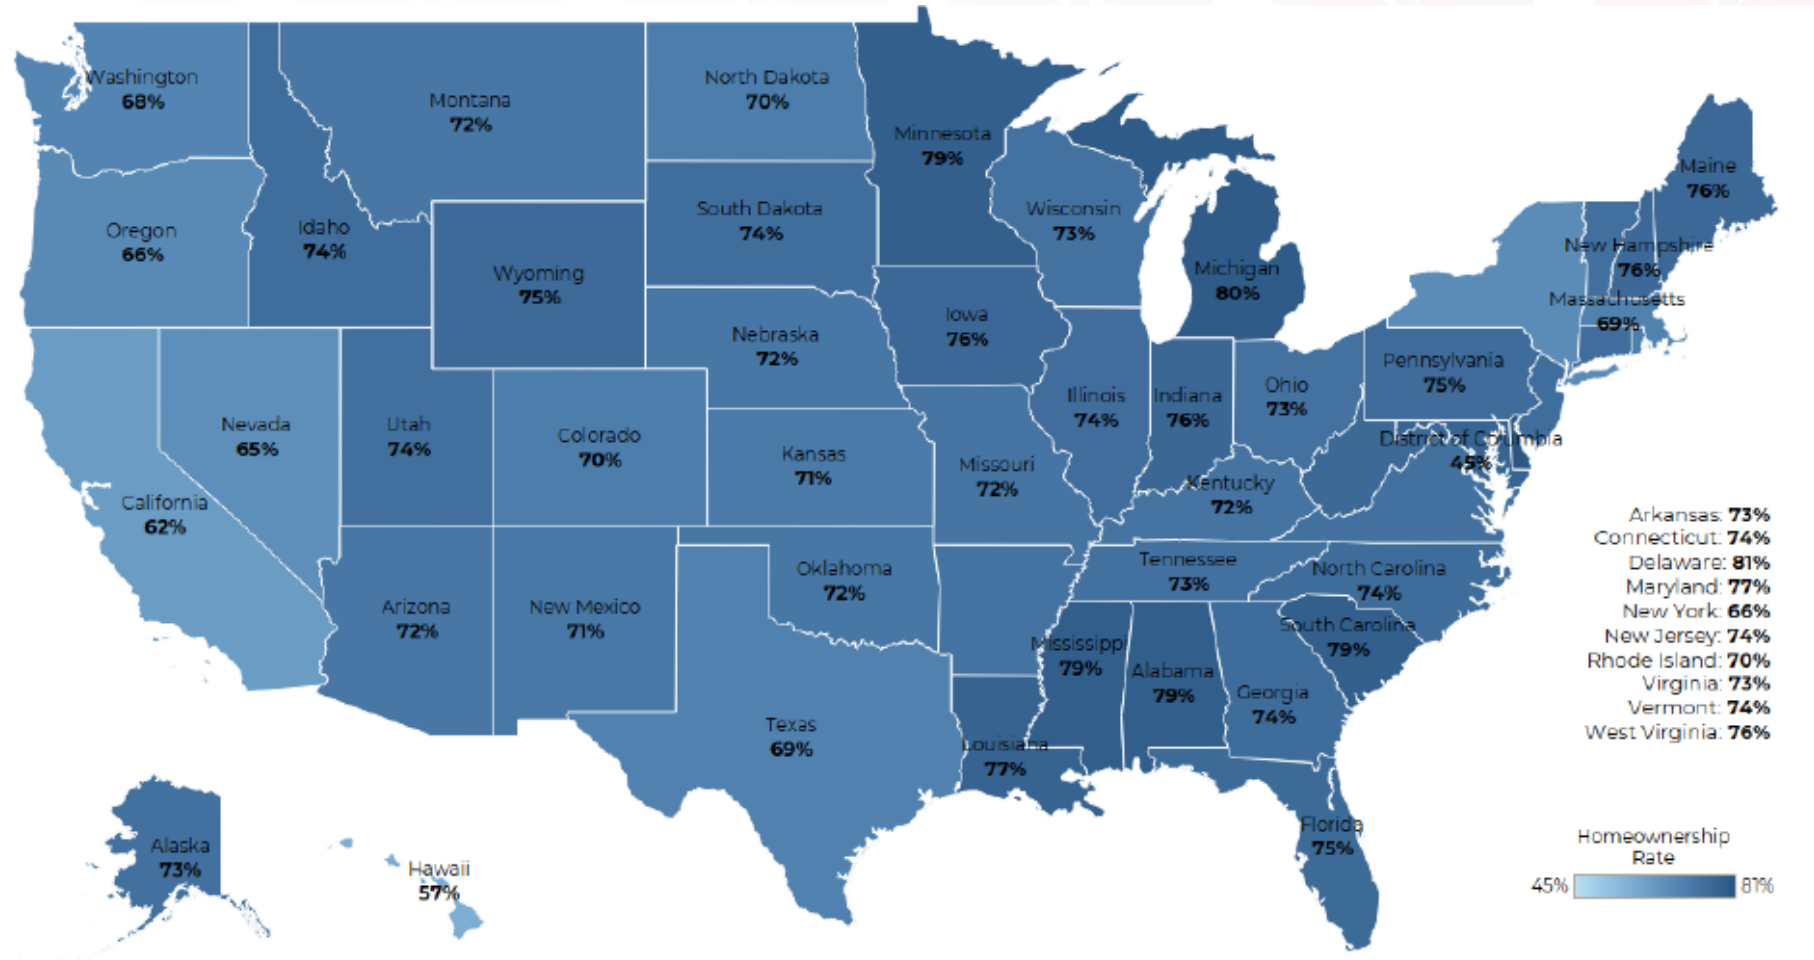 Washington
68%
Montana
72%
North Dakota
70%
Minnesota
79%
Maine
76%
Oregon
66%
Idaho
74%
South Dakota
74%
Wisconsin
73%
New Hampshire
76%
Wyoming
75%
Michigan
80%
Massachusetts
69%
Nebraska
72%
Iowa
76%
Pennsylvania
75%
Nevada
65%
Utah
74%
Colorado
70%
Illinois
74%
Indiana
76%
Ohio
73%
District of Columbia
45%
Kansas
71%
Missouri
72%
Kentucky
72%
California
62%
Arizona
72%
New Mexico
71%
Oklahoma
72%
Tennessee
73%
North Carolina
74%
South Carolina
79%
Mississippi
79%
Alabama
79%
Georgia
74%
Texas
69%
Louisiana
77%
Florida
75%
Alaska
73%
Hawaii
57%
Arkansas: 73%
Connecticut: 74%
Delaware: 81%
Maryland: 77%
New York: 66%
New Jersey: 74%
Rhode Island: 70%
Virginia: 73%
Vermont: 74%
West Virginia: 76%
Homeownership
Rate
45% 81%